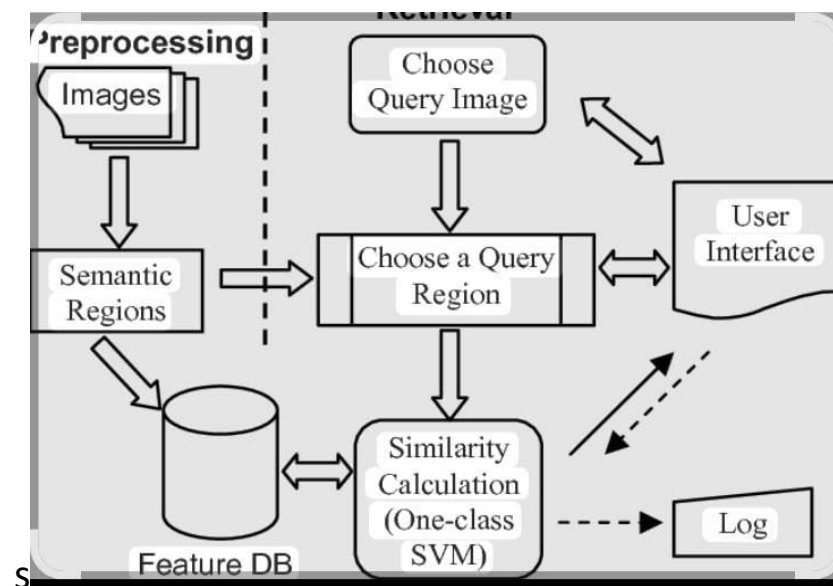 Retrieval
Preprocessing
Images
Choose
Query Image
User
Interface
Semantic
Regions
Choose a Query
Region
Similarity
Calculation
(One-class
SVM)
Feature DB
Log
s